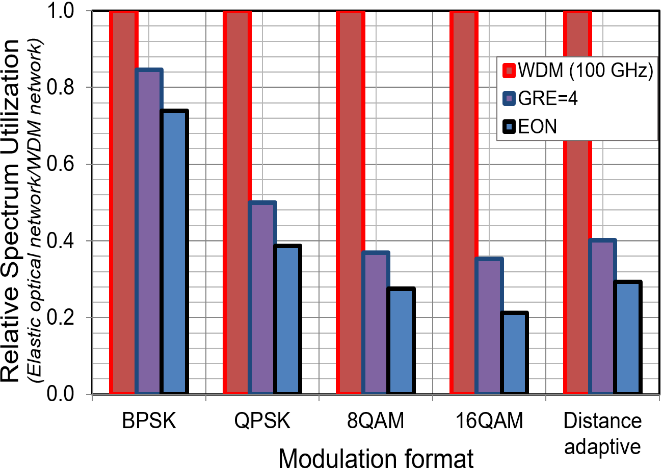 Relative Spectrum Utilization
(Elastic optical network/WDM network)
1.0
0.8
0.6
0.4
0.2
0.0
WDM (100 GHz)
GRE=4
EON
BPSK
QPSK
8QAM
16QAM
Distance
adaptive
Modulation format